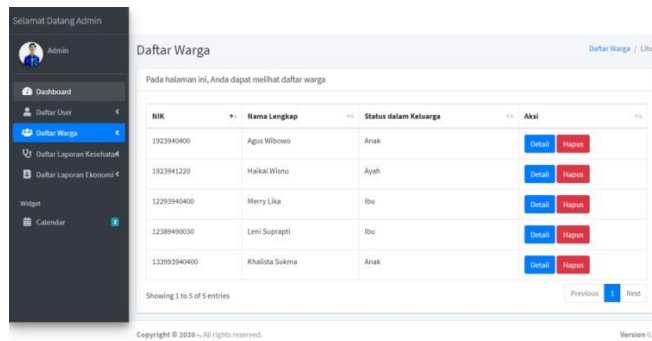 Selamat Datang Admin
Admin
Dashboard
Daftar User
Daftar Warga
Daftar Laporan Kesehatan
Daftar Laporan Ekonomi
Widget
Calendar
Daftar Warga
Daftar Warga /
Pada halaman ini, Anda dapat melihat daftar warga
NIK Nama Lengkap Status dalam Keluarga Aksi
1923940400 Agus Wibowo Anak Detail Hapus
1923941220 Haikal Wisnu Ayah Detail Hapus
12293940400 Merry Lika Ibu Detail Hapus
12389490030 Leni Suprapti Ibu Detail Hapus
133993940400 Khalista Sukma Anak Detail Hapus
Showing 1 to 5 of 5 entries
Previous 1 Next
Copyright © 2020 -. All rights reserved.
Version